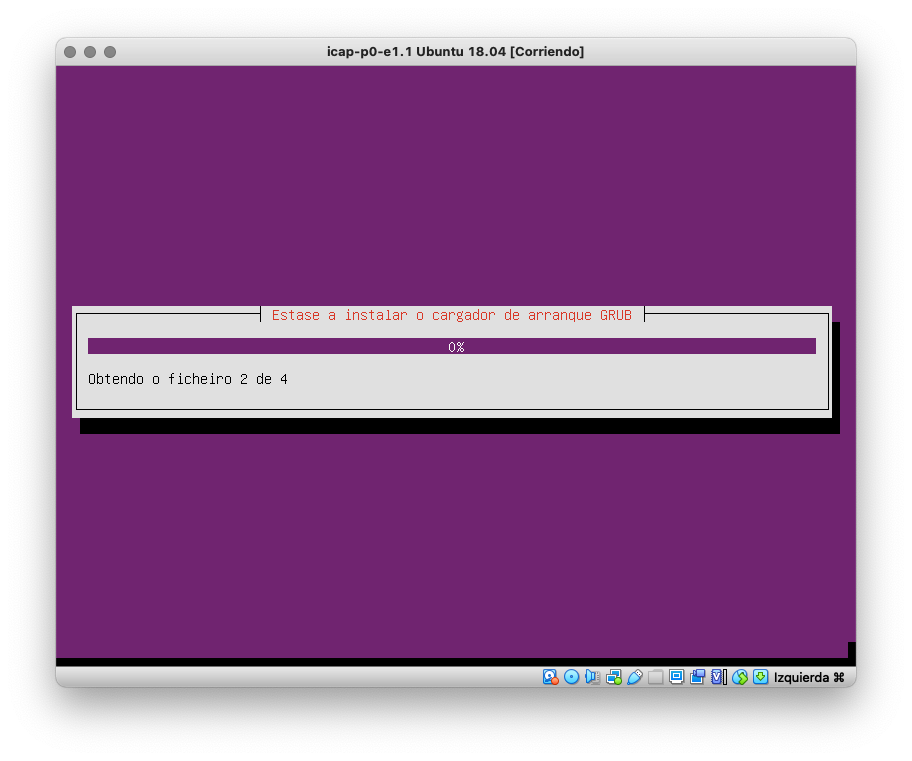 icap-p0-e1.1 Ubuntu 18.04 [Corriendo]
Estase a instalar o cargador de arranque GRUB
0%
Obtendo o ficheiro 2 de 4
Izquierda ⌘